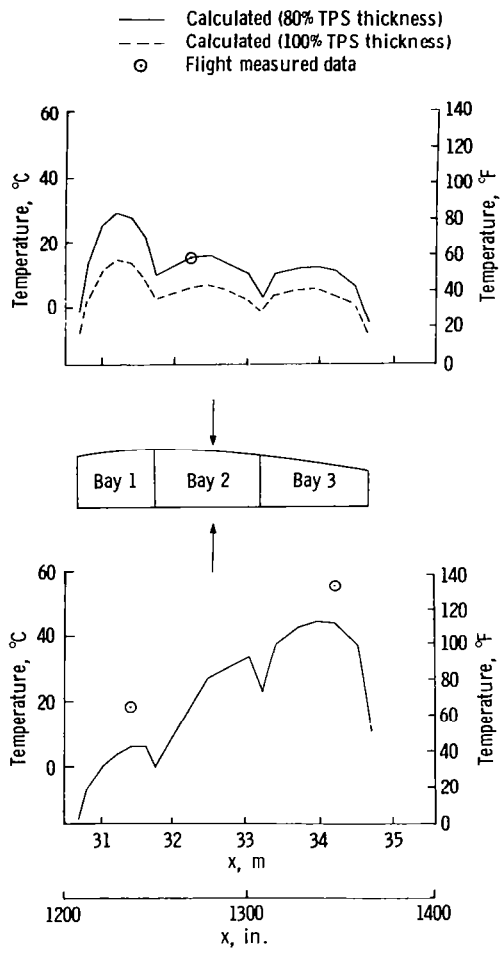 Calculated (80% TPS thickness)
Calculated (100% TPS thickness)
Flight measured data
60
40
20
0
Temperature, °C
140
120
100
80
60
40
20
0
Temperature, °F
Bay 1
Bay 2
Bay 3
60
40
20
0
Temperature, °C
140
120
100
80
60
40
20
0
Temperature, °F
31 32 33 34 35
x, m
1200 1300 1400
x, in.